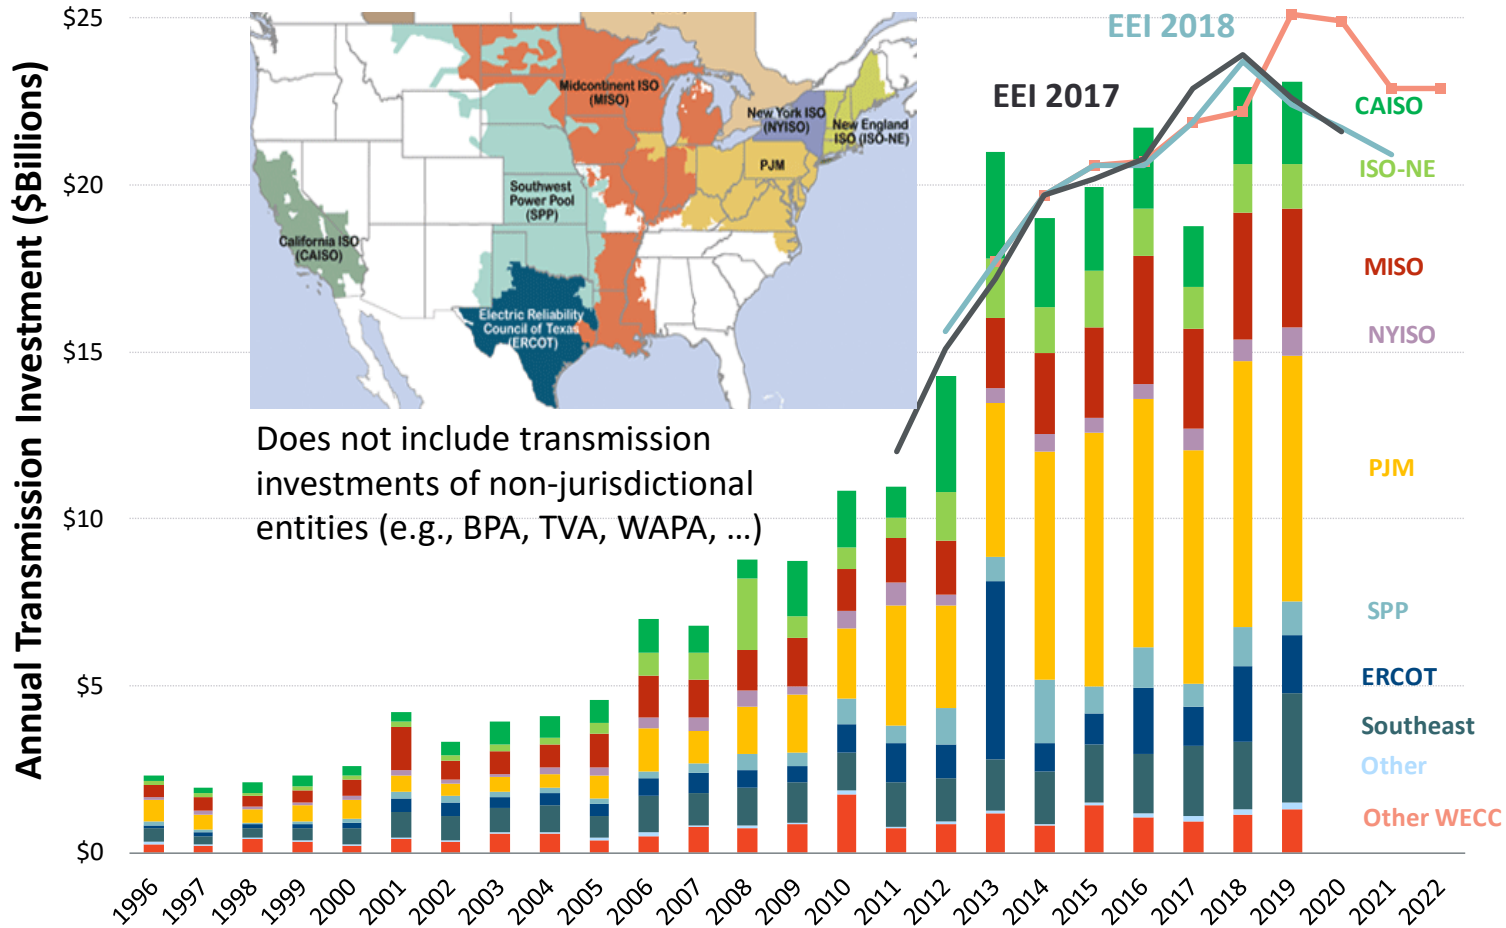 Annual Transmission Investment ($Billions)
$25
$20
$15
$10
$5
$0
Midcontinent ISO
(MISO)
New York ISO
(NYISO)
New England
ISO (ISO-NE)
PJM
Southwest
Power Pool
(SPP)
California ISO
(CAISO)
Electric Reliability
Council of Texas
(ERCOT)
Does not include transmission
investments of non-jurisdictional
entities (e.g., BPA, TVA, WAPA, ...)
EEI 2018
EEI 2017
CAISO
ISO-NE
MISO
NYISO
PJM
SPP
ERCOT
Southeast
Other
Other WECC
1996
1997
1998
1999
2000
2001
2002
2003
2004
2005
2006
2007
2008
2009
2010
2011
2012
2013
2014
2015
2016
2017
2018
2019
2020
2021
2022